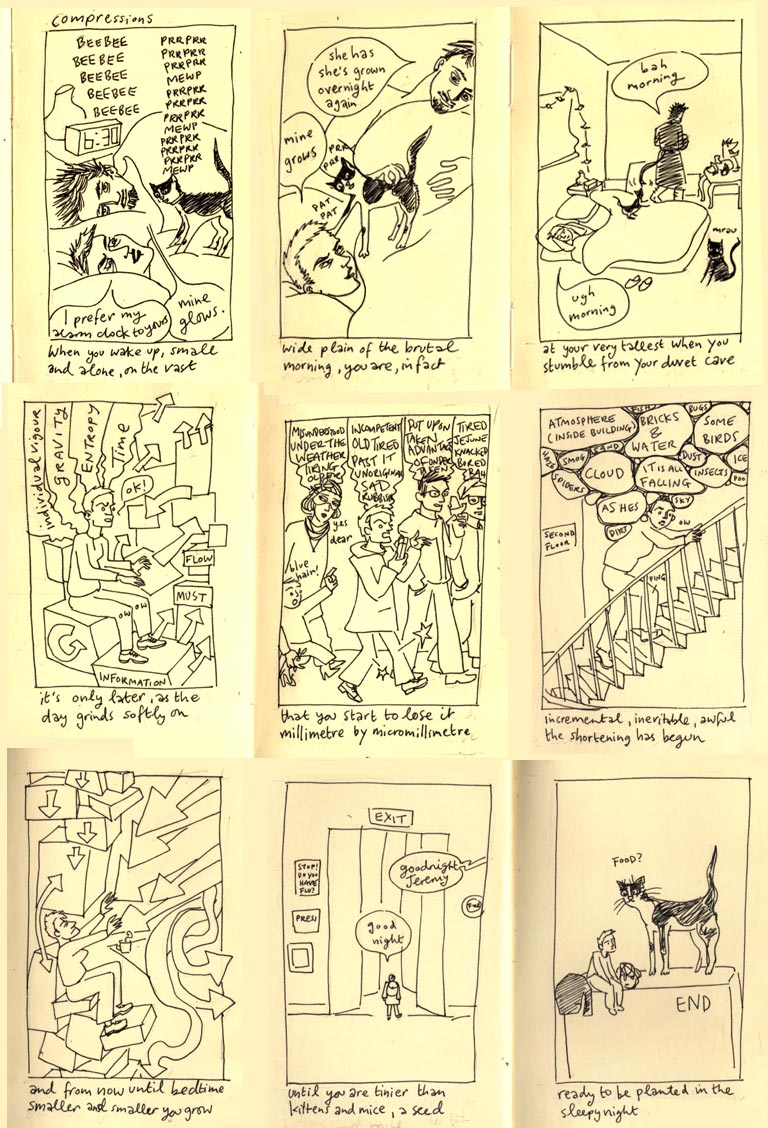 compressions
BEEBEE
BEEBEE
BEEBEE
BEEBEE
BEEBEE
PRRPRR
PRRPRR
PRRPRR
MEWP
PRRPRR
PRRPRR
PRRPRR
MEWP
PRRPRR
PRRPRR
PRRPRR
MEWP
6:30
I prefer my
alarm clock to yours
mine
glows.
when you wake up, small
and alone, on the vast
she has
she's grown
overnight
again
mine
grows
PRR
PRR
PAT
PAT
wide plain of the brutal
morning, you are, in fact
bah
morning
mrau
ugh
morning
at your very tallest when you
stumble from your duvet cave
individual vigour
GRAVITY
ENTROPY
Time
OK!
FLOW
MUST
OW OW
INFORMATION
it's only later, as the
day grinds softly on
MISUNDERSTOOD
UNDER THE
WEATHER
TIRING
OLDER
INCOMPETENT
OLD TIRED
PAST IT
UNORIGINAL
SAD
RUBBISH
PUT UPON
TAKEN
ADVANTAGE
OF UNDER
TIRED
JEJUNE
KNACKED
BORED
BAH
yes
dear
blue
hair!
that you start to lose it
millimetre by micromillimetre
ATMOSPHERE
(INSIDE BUILDING)
FISH
BRICKS
&
WATER
BUGS
SOME
BIRDS
SMOG
SAND
SPIDERS
CLOUD
IT IS ALL
FALLING
DUST
INSECTS
ICE
POO
ASHES
SKY
DIRT
OW
SECOND
FLOOR
PING
incremental, inevitable, awful
the shortening has begun
and from now until bedtime
smaller and smaller you grow
EXIT
STOP!
DO YOU
HAVE
FLU?
PRESS
goodnight
Jeremy
good
night
until you are tinier than
kittens and mice, a seed
FOOD?
END
ready to be planted in the
sleepy night